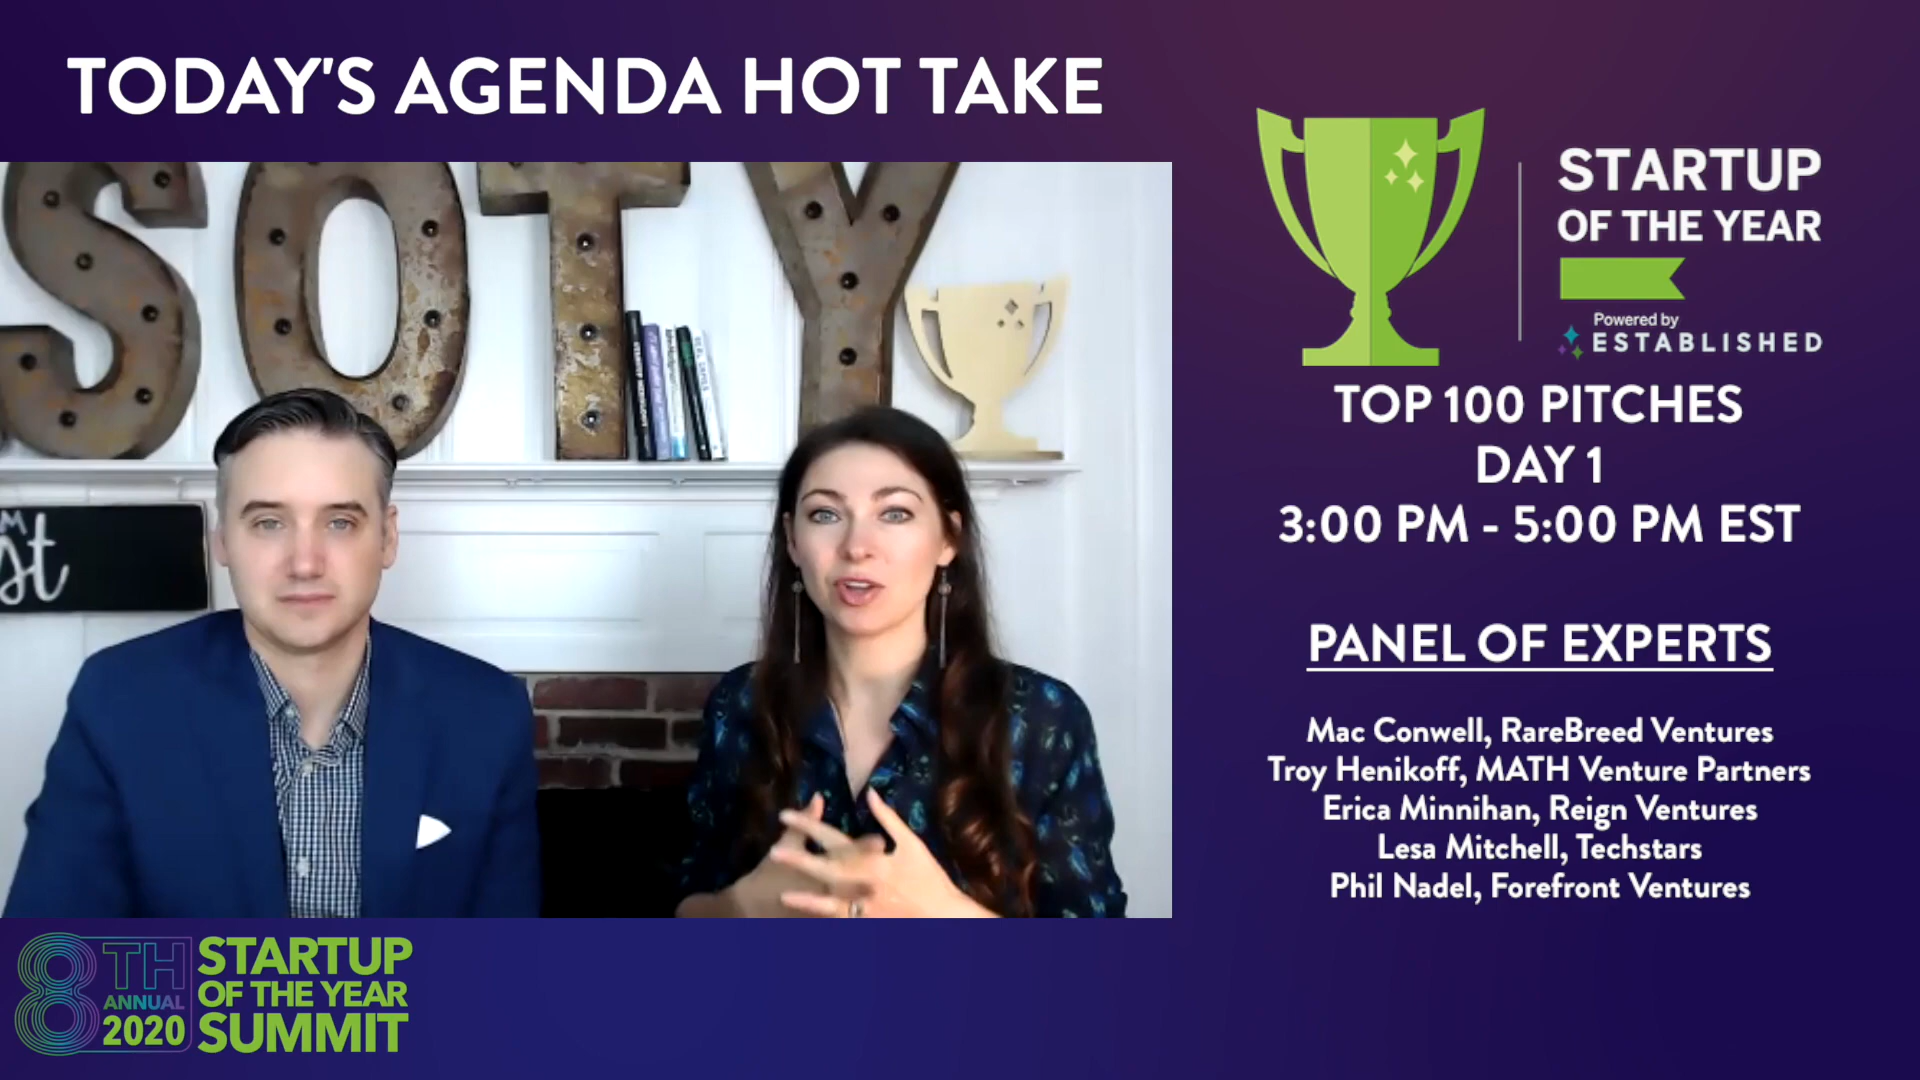 TODAY'S AGENDA HOT TAKE
SOTY
STARTUP
OF THE YEAR
Powered by
ESTABLISHED
TOP 100 PITCHES
DAY 1
3:00 PM - 5:00 PM EST
PANEL OF EXPERTS
Mac Conwell, RareBreed Ventures
Troy Henikoff, MATH Venture Partners
Erica Minnihan, Reign Ventures
Lesa Mitchell, Techstars
Phil Nadel, Forefront Ventures
8TH
ANNUAL
2020
STARTUP
OF THE YEAR
SUMMIT